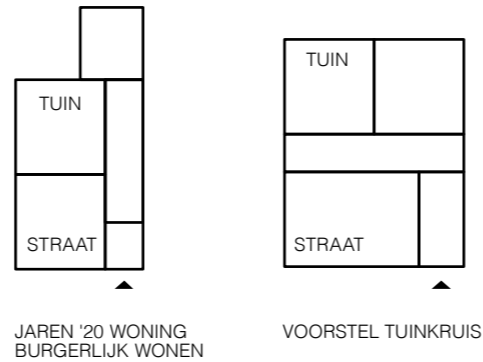 TUIN
STRAAT
JAREN '20 WONING
BURGERLIJK WONEN
TUIN
STRAAT
VOORSTEL TUINKRUIS